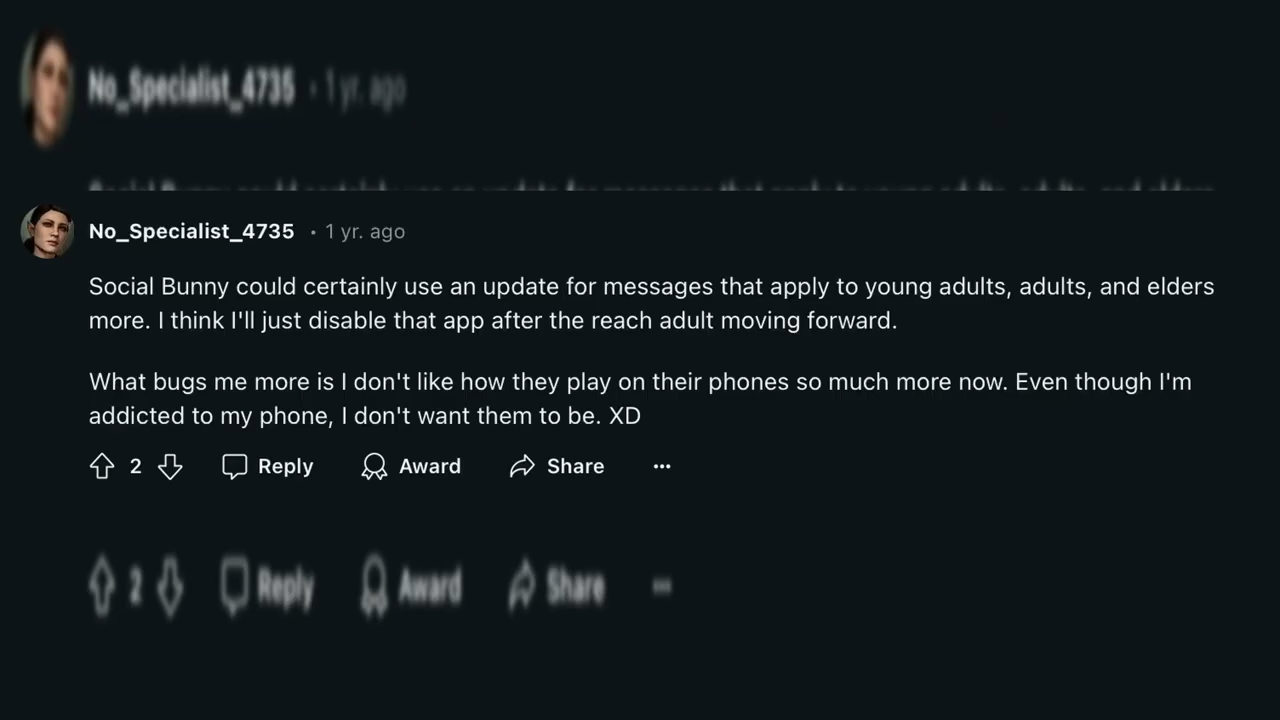 No_Specialist_4735 • 1 yr. ago
No_Specialist_4735 • 1 yr. ago
Social Bunny could certainly use an update for messages that apply to young adults, adults, and elders
more. I think I'll just disable that app after the reach adult moving forward.
What bugs me more is I don't like how they play on their phones so much more now. Even though I'm
addicted to my phone, I don't want them to be. XD
2 Reply Award Share ...
2 Reply Award Share